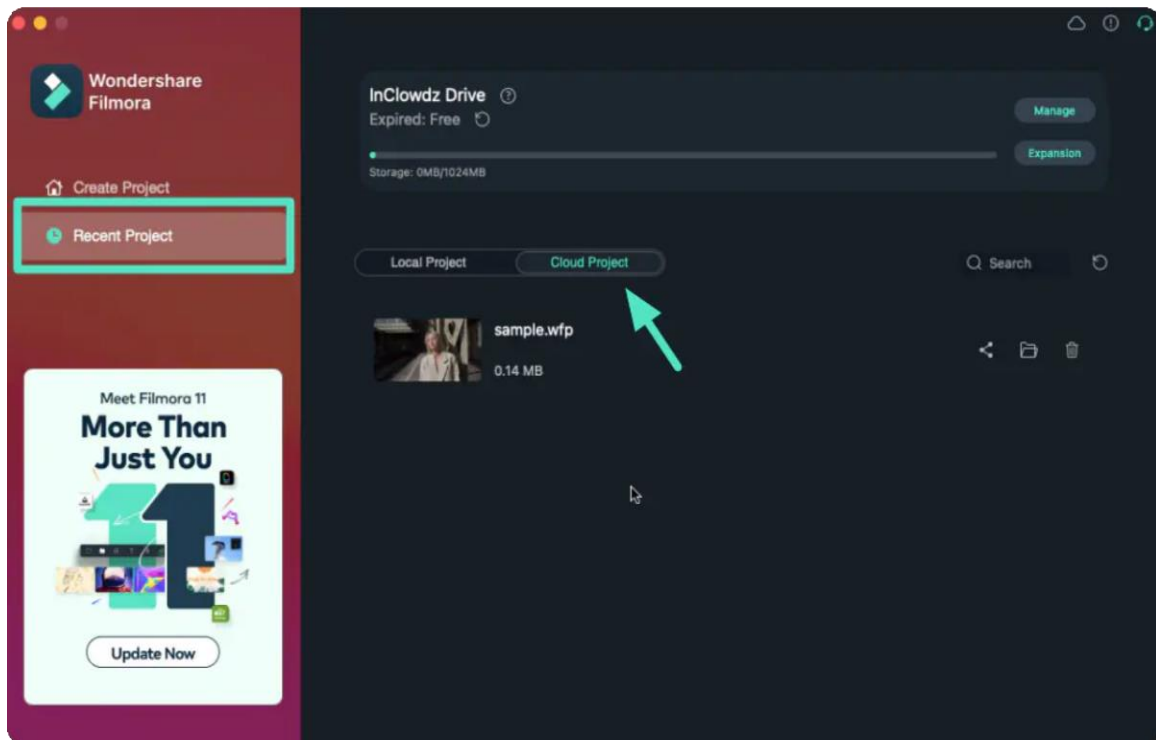 Wondershare
Filmora
Create Project
Recent Project
Meet Filmora 11
More Than
Just You
Update Now
InClowdz Drive
Expired: Free
Manage
Expansion
Storage: 0MB/1024MB
Local Project
Cloud Project
Search
sample.wfp
0.14 MB